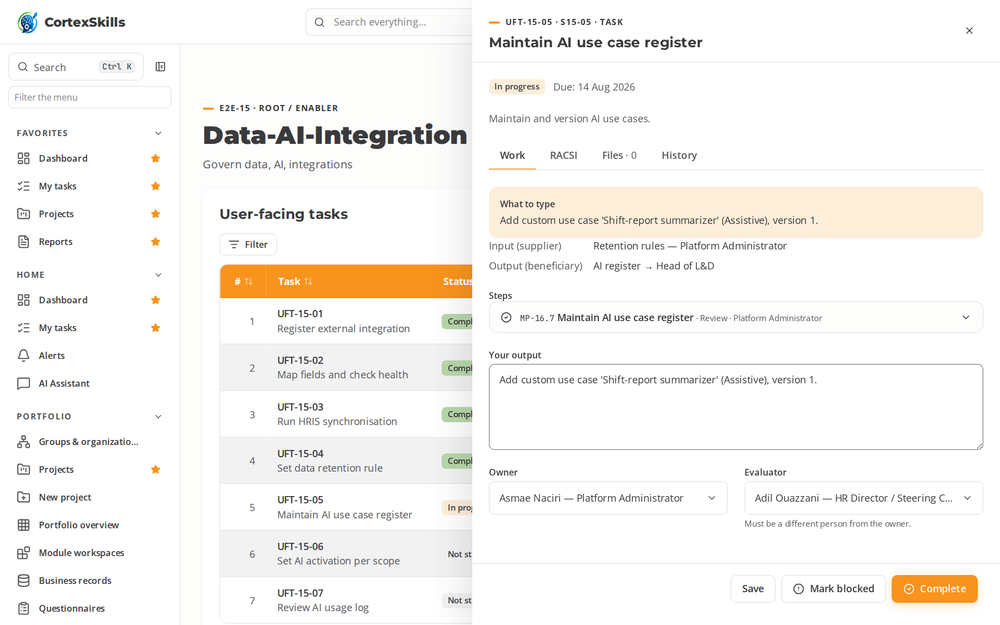 CortexSkills
Search everything...
Search
Ctrl K
Filter the menu
FAVORITES
Dashboard
My tasks
Projects
Reports
HOME
Dashboard
My tasks
Alerts
AI Assistant
PORTFOLIO
Groups & organizatio...
Projects
New project
Portfolio overview
Module workspaces
Business records
Questionnaires
E2E-15 · ROOT / ENABLER
Data-AI-Integration
Govern data, AI, integrations
User-facing tasks
Filter
# Task Status
1 UFT-15-01 Compl
Register external integration
2 UFT-15-02 Compl
Map fields and check health
3 UFT-15-03 Compl
Run HRIS synchronisation
4 UFT-15-04 Compl
Set data retention rule
5 UFT-15-05 In prog
Maintain AI use case register
6 UFT-15-06 Not st
Set AI activation per scope
7 UFT-15-07 Not st
Review AI usage log
UFT-15-05 · S15-05 · TASK
Maintain AI use case register
In progress Due: 14 Aug 2026
Maintain and version AI use cases.
Work RACSI Files · 0 History
What to type
Add custom use case 'Shift-report summarizer' (Assistive), version 1.
Input (supplier) Retention rules — Platform Administrator
Output (beneficiary) AI register → Head of L&D
Steps
MP-16.7 Maintain AI use case register · Review · Platform Administrator
Your output
Add custom use case 'Shift-report summarizer' (Assistive), version 1.
Owner
Asmae Naciri — Platform Administrator
Evaluator
Adil Ouazzani — HR Director / Steering C...
Must be a different person from the owner.
Save Mark blocked Complete